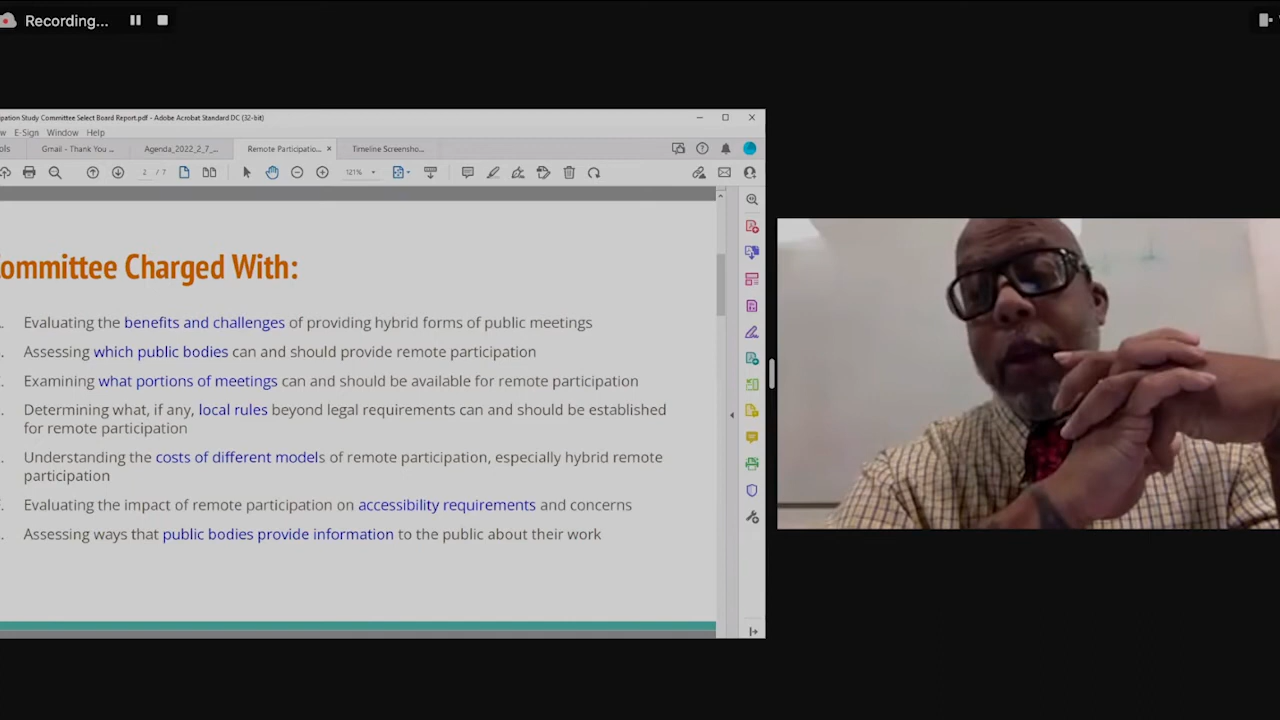 Recording...
pation Study Committee Select Board Report.pdf - Adobe Acrobat Standard DC (32-bit)
w E-Sign Window Help
ols Gmail - Thank You ... Agenda_2022_2_7_... Remote Participatio... × Timeline Screensho...
2 / 7 121%
ommittee Charged With:
Evaluating the benefits and challenges of providing hybrid forms of public meetings
Assessing which public bodies can and should provide remote participation
Examining what portions of meetings can and should be available for remote participation
Determining what, if any, local rules beyond legal requirements can and should be established
for remote participation
Understanding the costs of different models of remote participation, especially hybrid remote
participation
Evaluating the impact of remote participation on accessibility requirements and concerns
Assessing ways that public bodies provide information to the public about their work